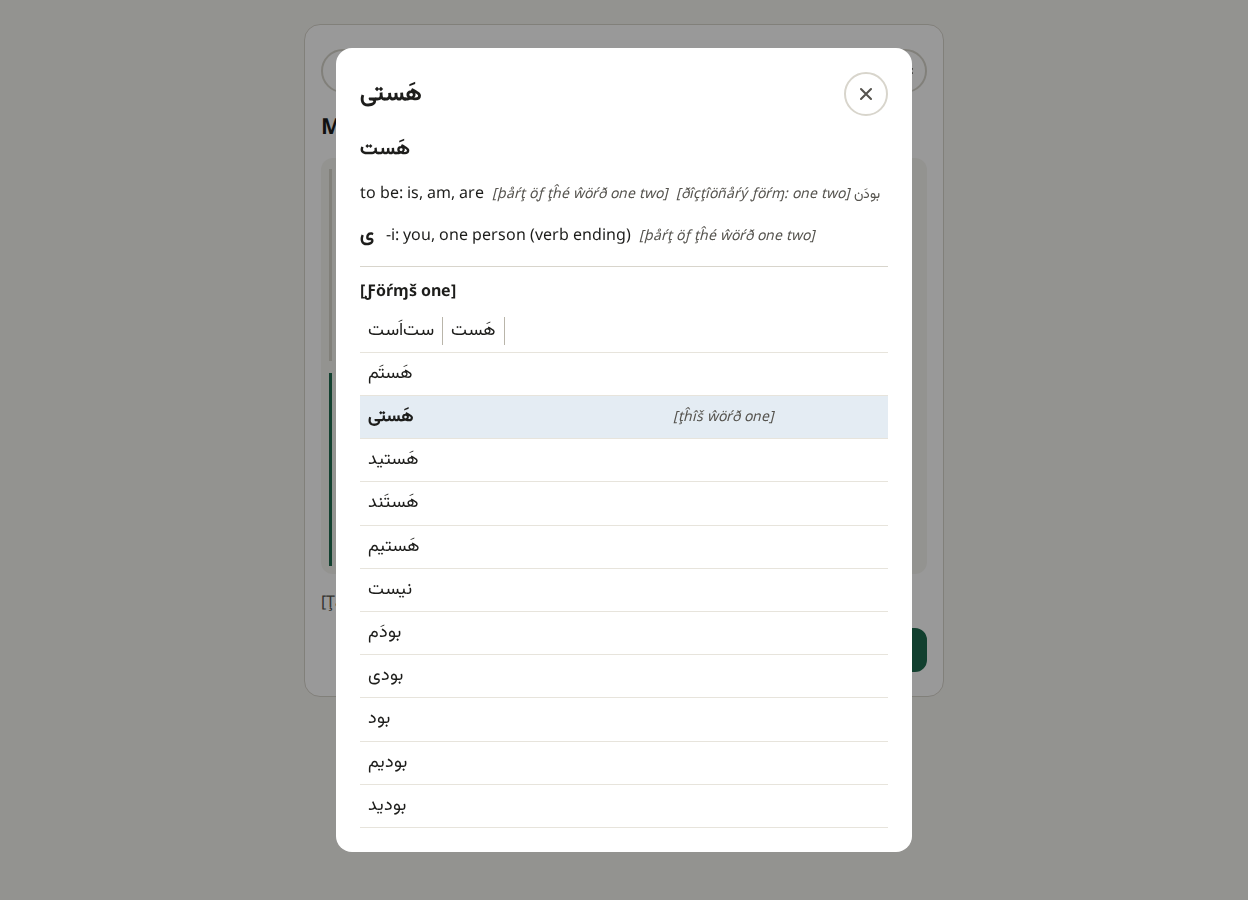 هَستی
هَست
to be: is, am, are [þåŕţ öƒ ţĥé ŵöŕð one two] [ðîçţîöñåŕý ƒöŕɱ: one two] بودَن
ی -i: you, one person (verb ending) [þåŕţ öƒ ţĥé ŵöŕð one two]
[Ƒöŕɱš one]
هَست
هَستَم
هَستی [ţĥîš ŵöŕð one]
هَستید
هَستَند
هَستیم
نیست
بودَم
بودی
بود
بودیم
بودید